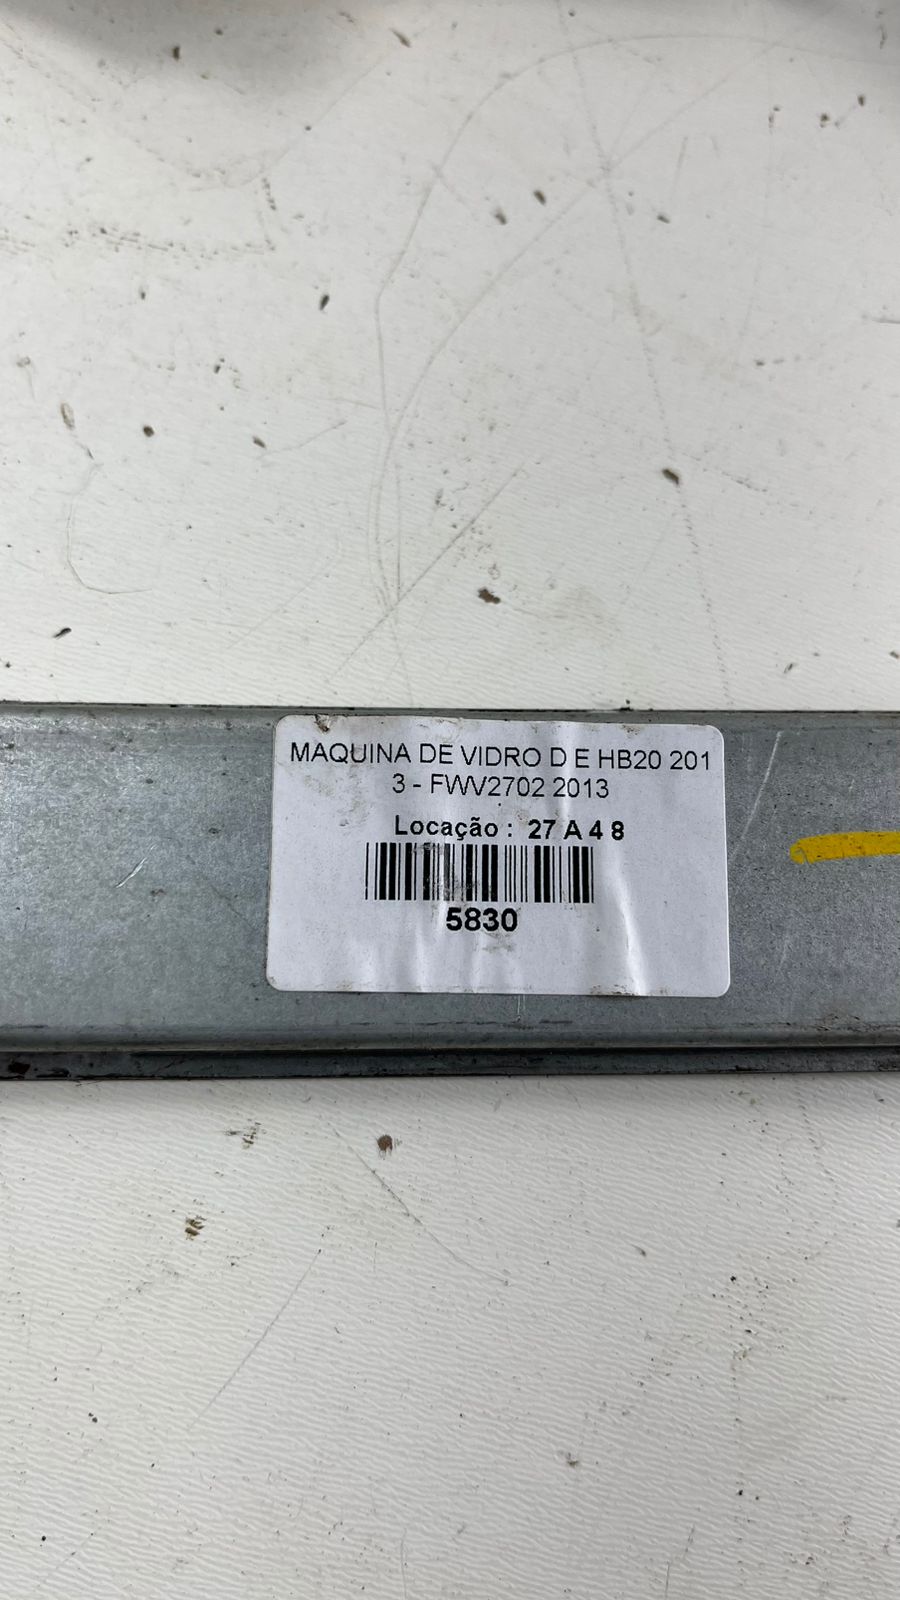 MAQUINA DE VIDRO D E HB20 201
3 - FWV2702 2013
Locação : 27 A 4 8
5830